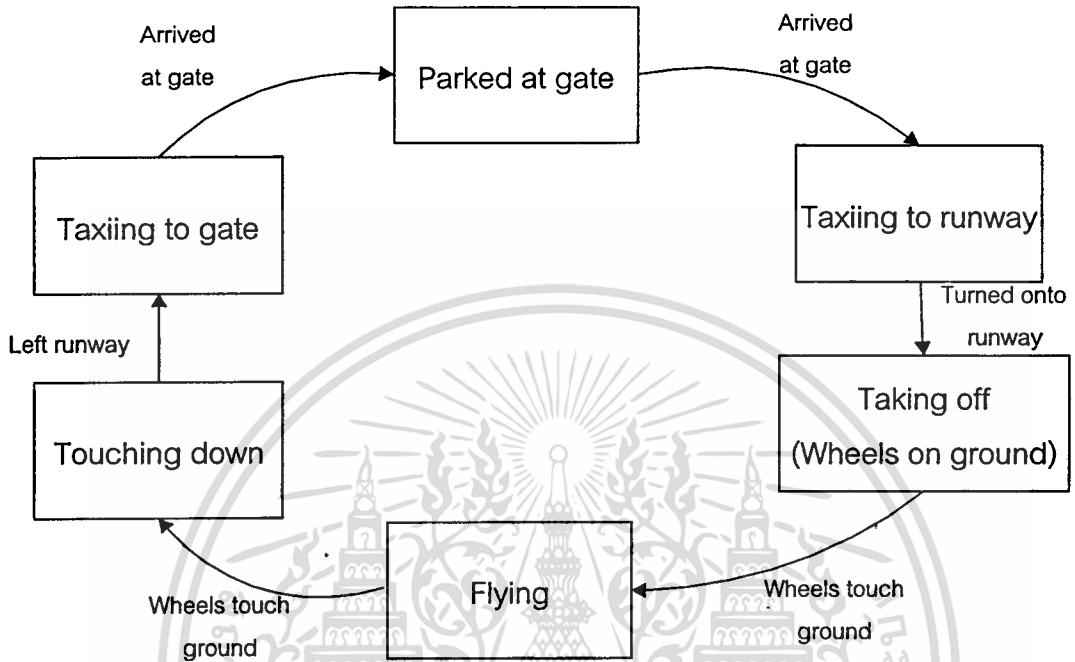 Arrived
at gate
Parked at gate
Arrived
at gate
Taxiing to gate
Taxiing to runway
Left runway
Turned onto
runway
Touching down
Taking off
(Wheels on ground)
Wheels touch
ground
Flying
Wheels touch
ground